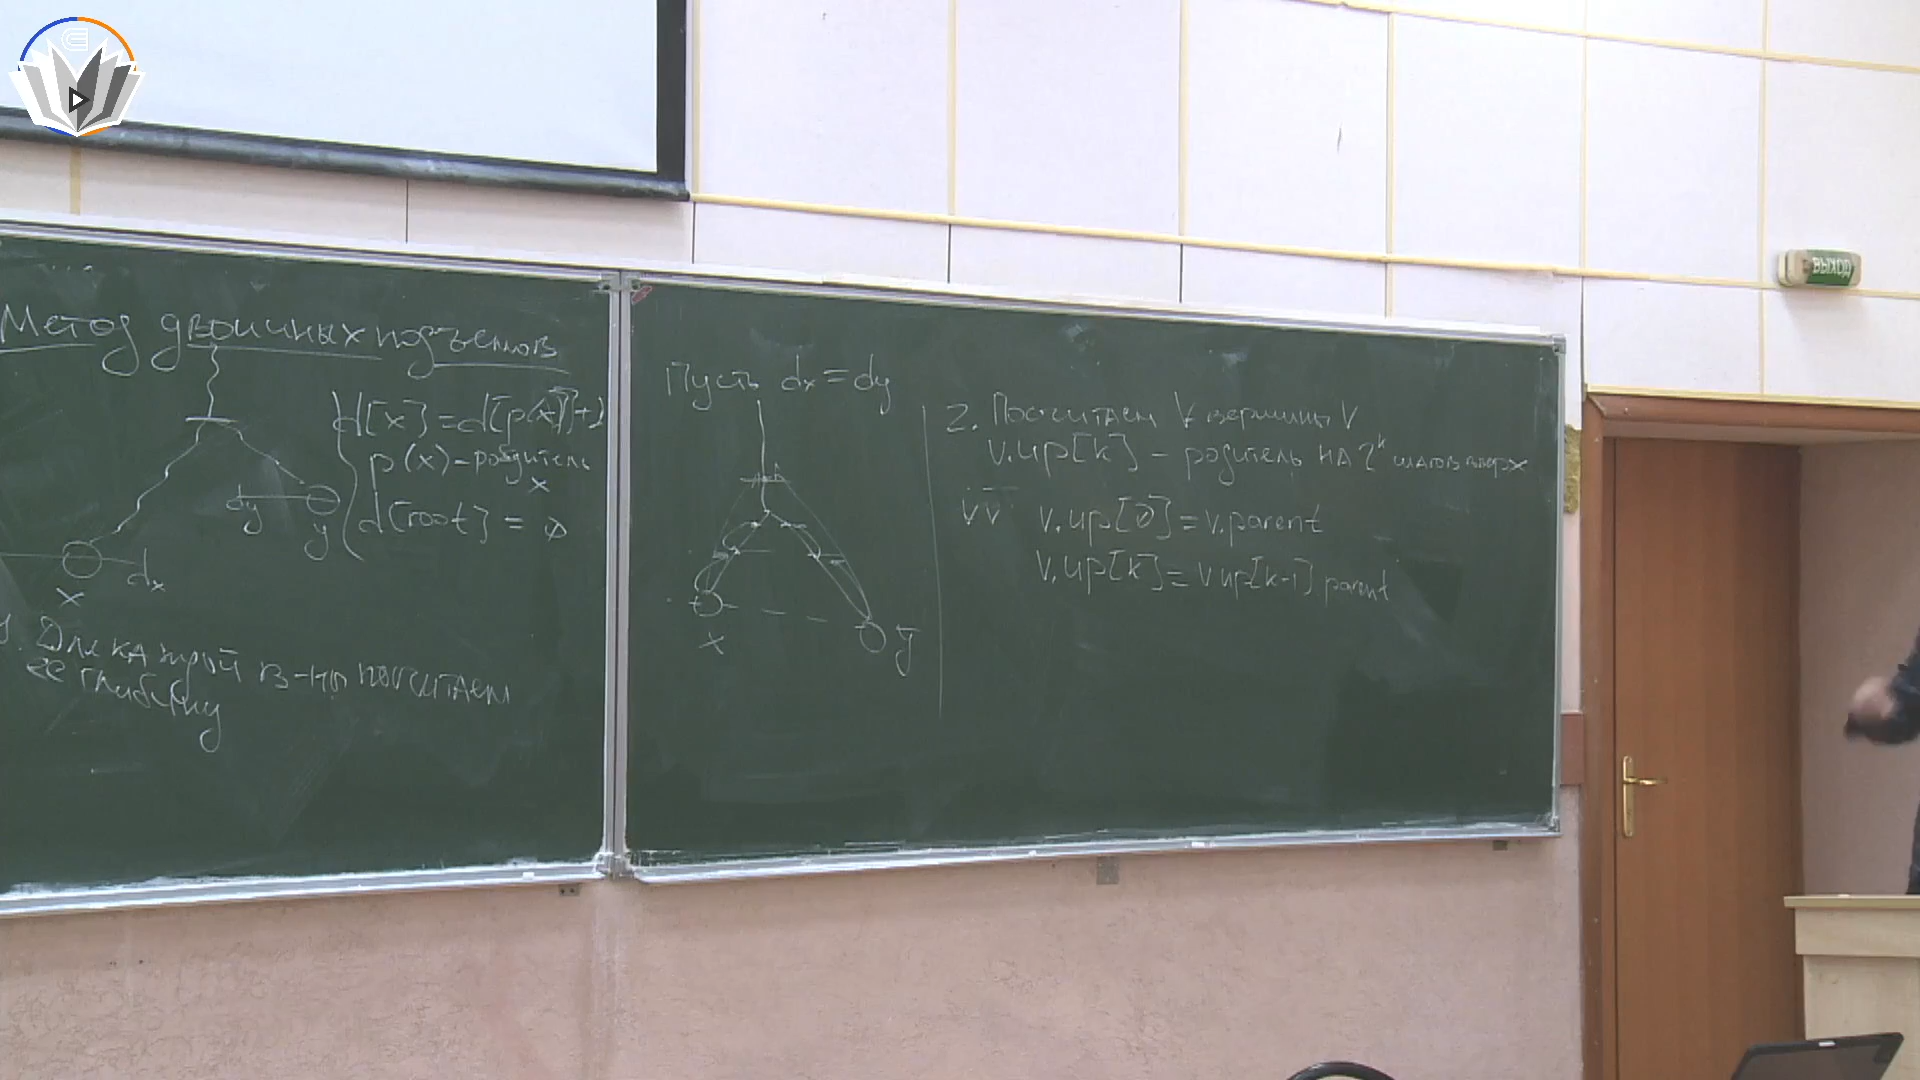 Метод двоичных подъемов
d[x] = d[p(x)]+1
p(x) - родитель x
d[root] = 0
dy
y
dx
x
1. Для каждой в-ны посчитаем
её глубину
Пусть dx = dy
x
y
2. Посчитаем ∀ вершины V
V.up[k] - родитель на 2^k шагов вверх
∀V V.up[0] = V.parent
V.up[k] = V up[k-1].parent
ВЫХОД